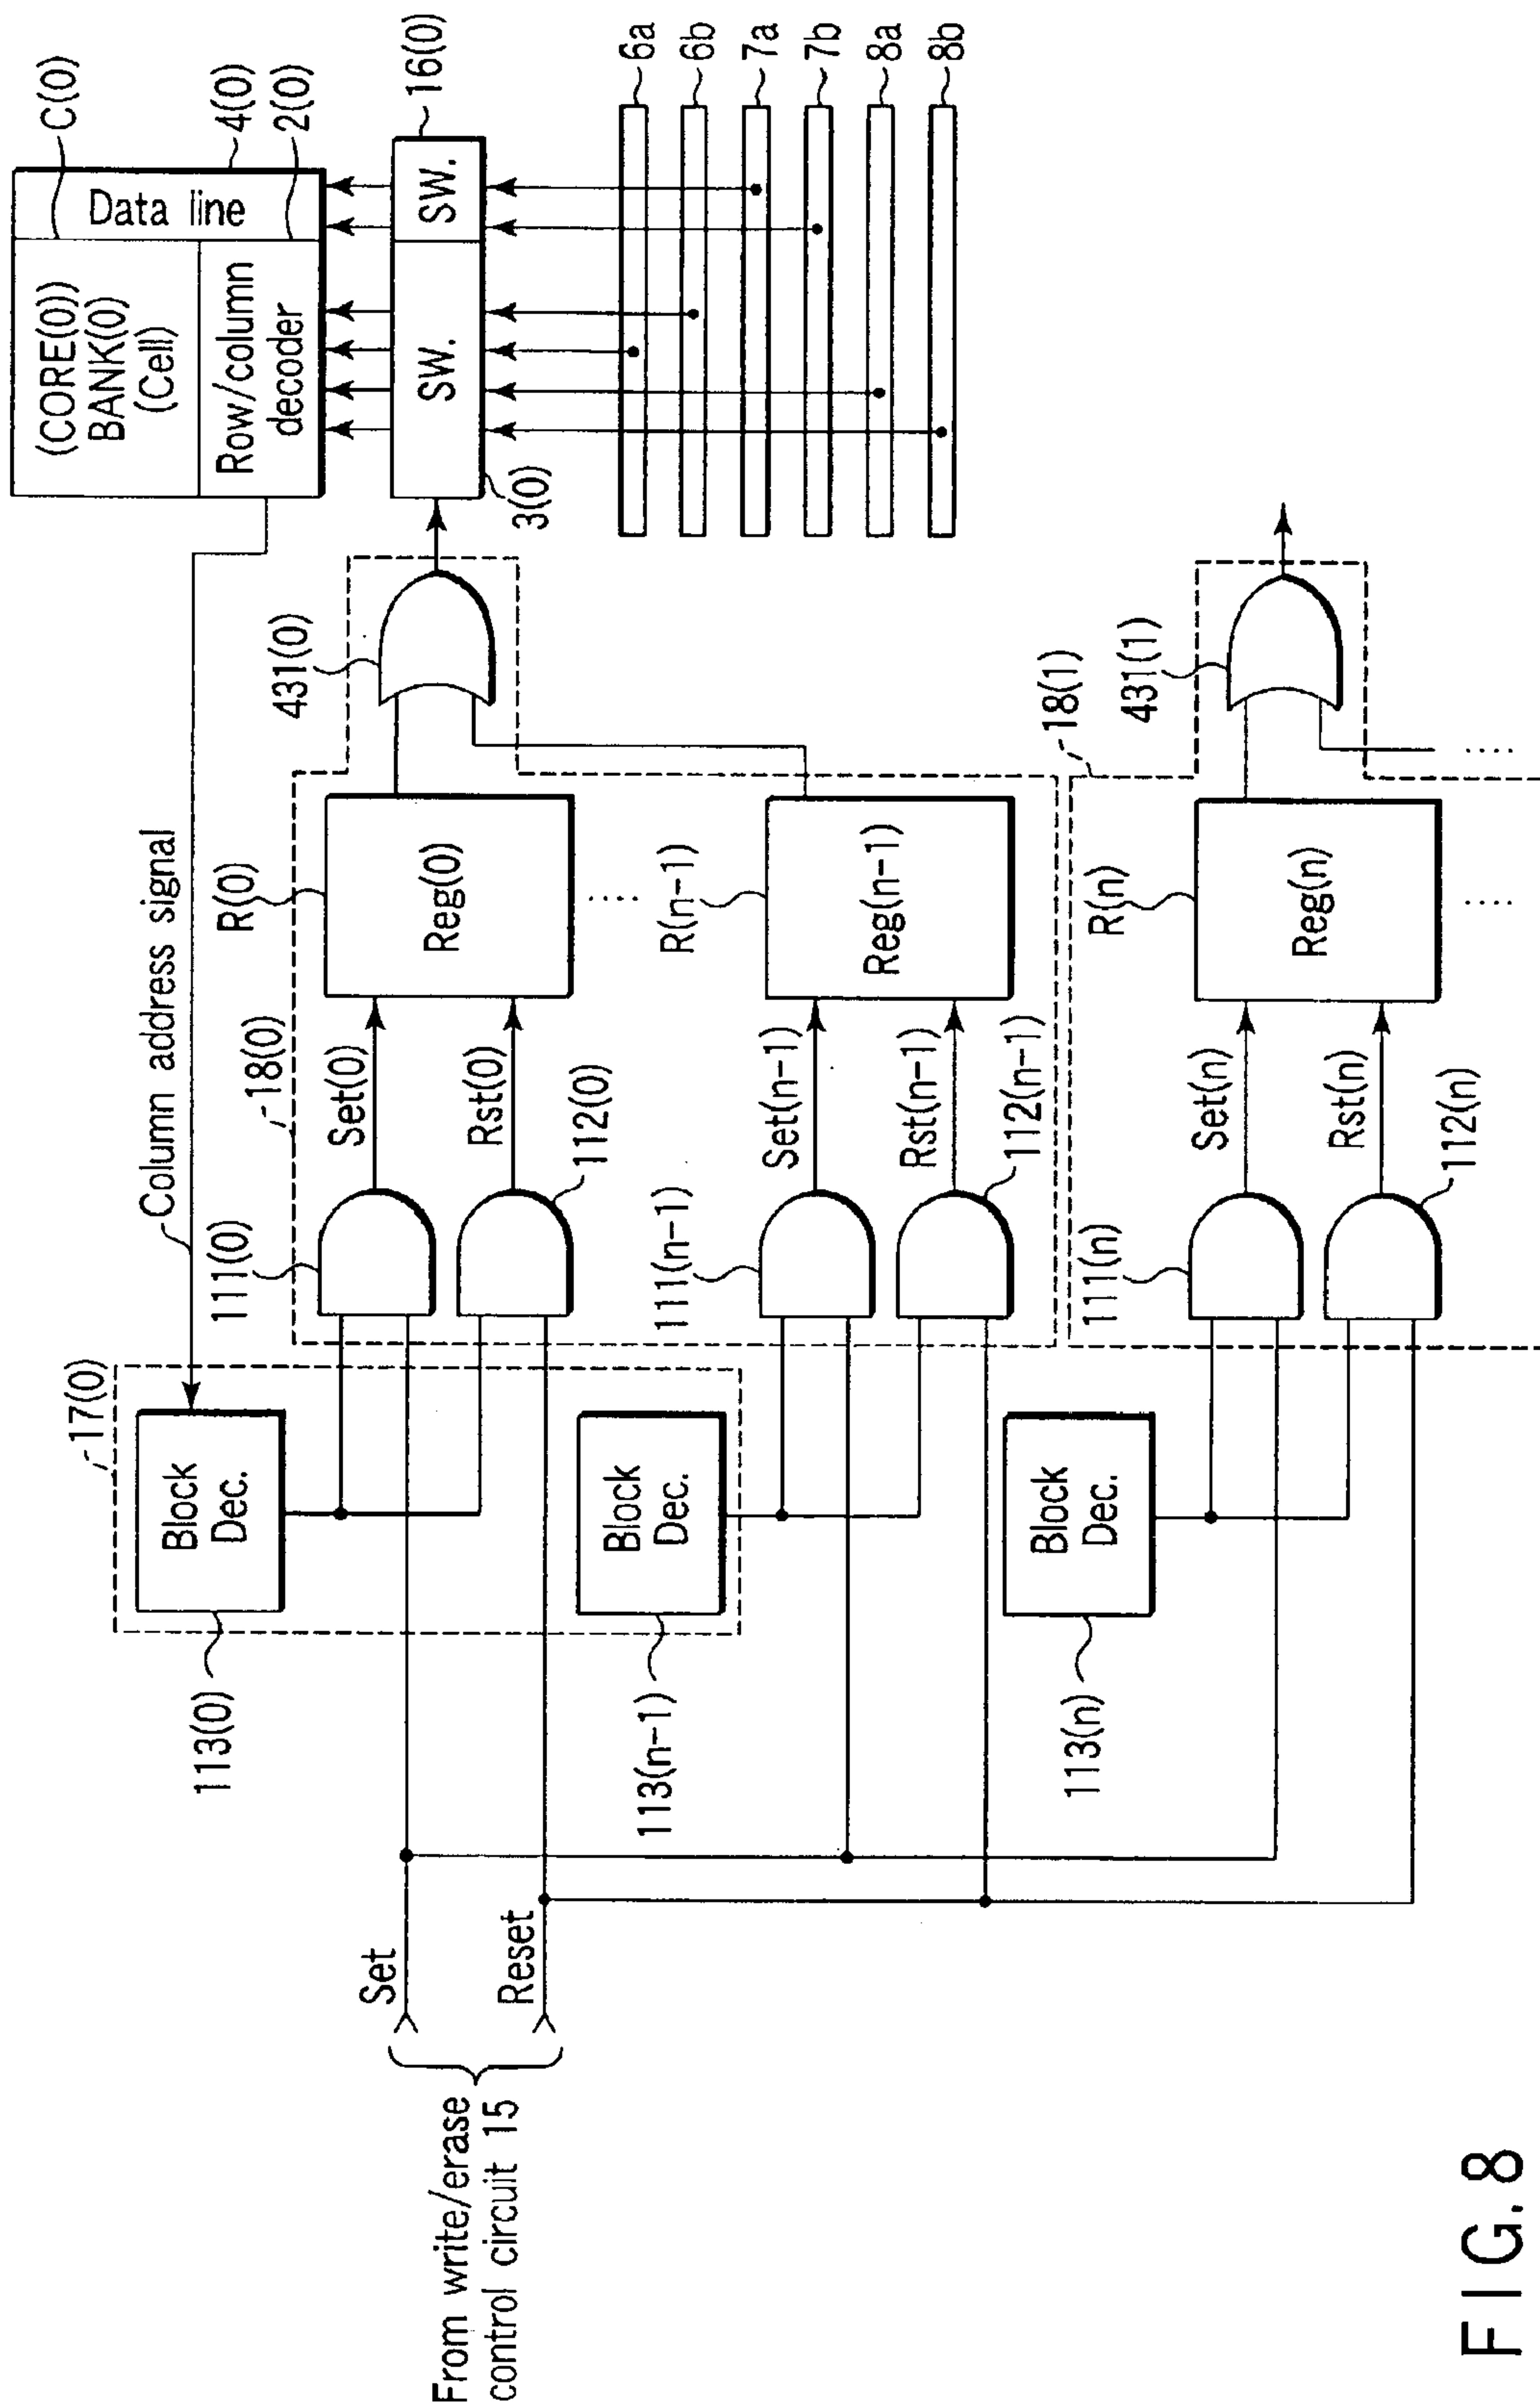 Column address signal
(CORE(0))
BANK(0)
(Cell)
Data line
Row/column
decoder
C(0)
4(0)
2(0)
17(0)
Block
Dec.
113(0)
18(0)
111(0)
Set(0)
R(0)
Reg(0)
Rst(0)
112(0)
431(0)
SW.
SW.
16(0)
3(0)
6a
6b
7a
7b
8a
8b
From write/erase
control circuit 15
Set
Reset
Block
Dec.
113(n-1)
111(n-1)
Set(n-1)
R(n-1)
Reg(n-1)
Rst(n-1)
112(n-1)
....
Block
Dec.
113(n)
111(n)
Set(n)
R(n)
Reg(n)
Rst(n)
112(n)
18(1)
431(1)
....
....
FIG. 8